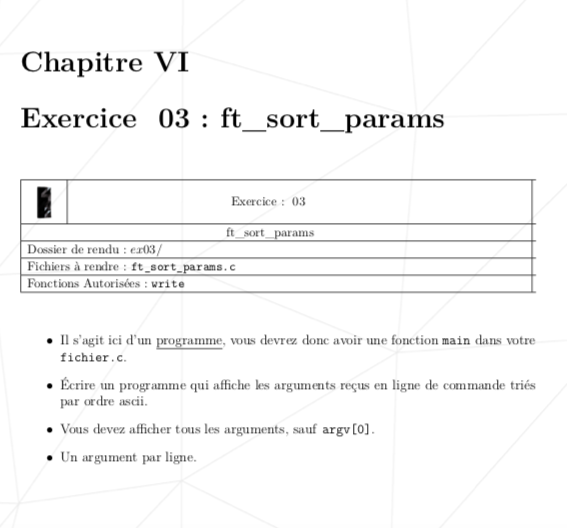 Chapitre VI
Exercice 03 : ft_sort_params
Exercice : 03
ft_sort_params
Dossier de rendu : ex03/
Fichiers à rendre : ft_sort_params.c
Fonctions Autorisées : write
• Il s'agit ici d'un programme, vous devrez donc avoir une fonction main dans votre
fichier.c.
• Écrire un programme qui affiche les arguments reçus en ligne de commande triés
par ordre ascii.
• Vous devez afficher tous les arguments, sauf argv[0].
• Un argument par ligne.